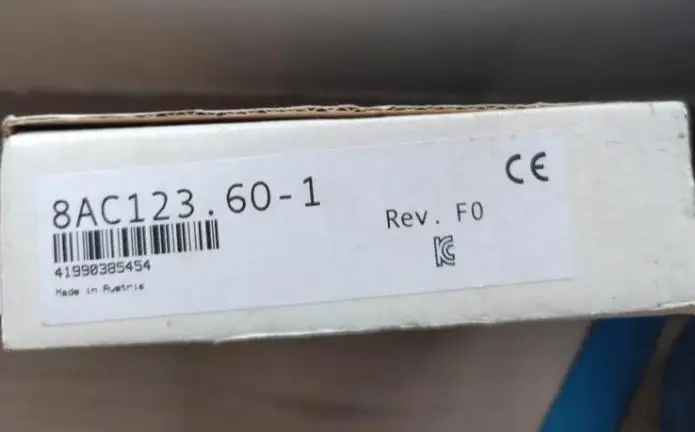 CE
8AC123.60-1
Rev. F0
41990385454
Made in Austria